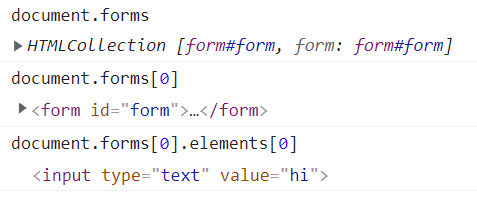 document.forms
▶ HTMLCollection [form#form, form: form#form]
document.forms[0]
▶ <form id="form">…</form>
document.forms[0].elements[0]
<input type="text" value="hi">